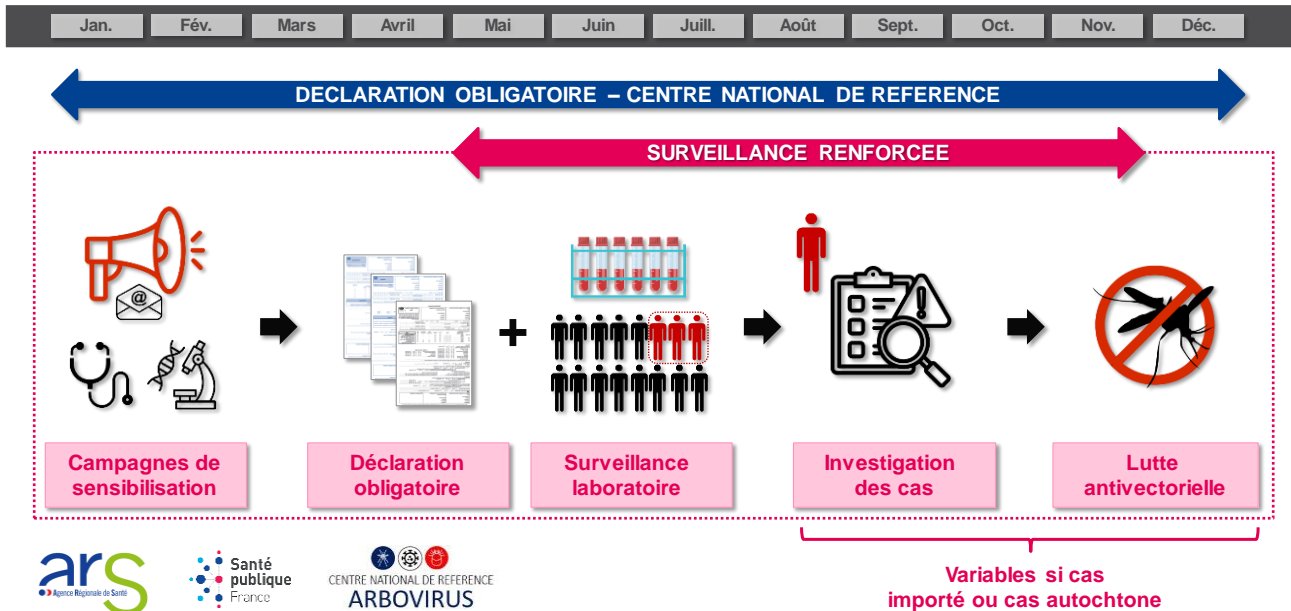 Jan. Fév. Mars Avril Mai Juin Juill. Août Sept. Oct. Nov. Déc.
DECLARATION OBLIGATOIRE – CENTRE NATIONAL DE REFERENCE
SURVEILLANCE RENFORCEE
@
Campagnes de
sensibilisation
Déclaration
obligatoire
Surveillance
laboratoire
Investigation
des cas
Lutte
antivectorielle
Variables si cas
importé ou cas autochtone
ars
Agence Régionale de Santé
Santé
publique
France
CENTRE NATIONAL DE REFERENCE
ARBOVIRUS